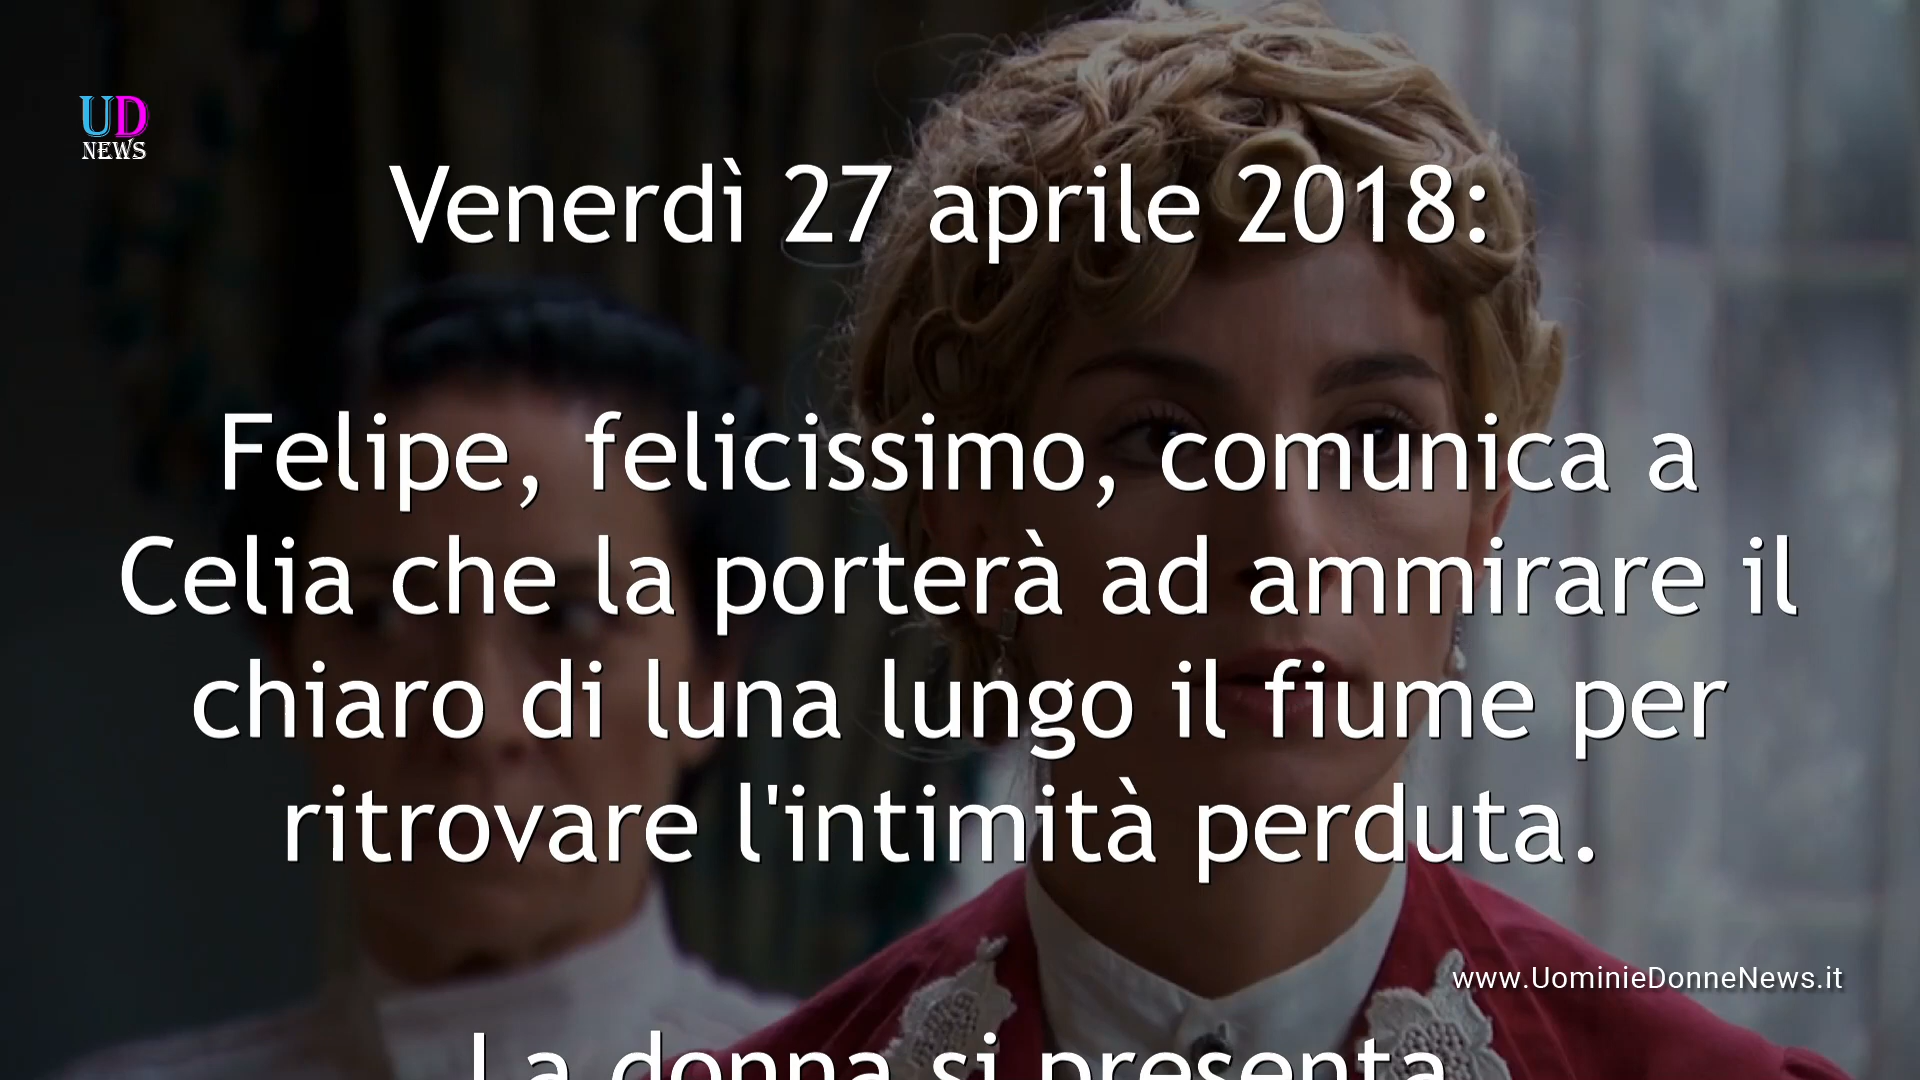 UD
NEWS
Venerdì 27 aprile 2018:
Felipe, felicissimo, comunica a
Celia che la porterà ad ammirare il
chiaro di luna lungo il fiume per
ritrovare l'intimità perduta.
www.UominieDonneNews.it
La donna si presenta